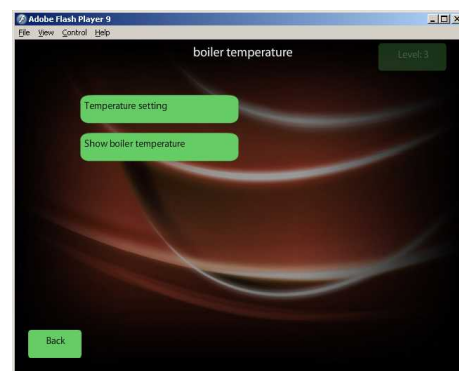 Adobe Flash Player 9
File View Control Help
boiler temperature
Level: 3
Temperature setting
Show boiler temperature
Back